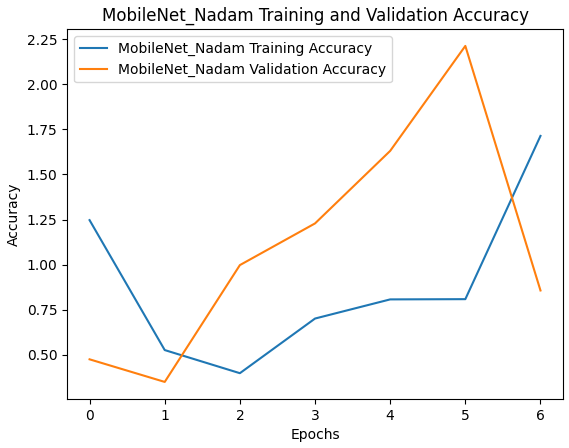 MobileNet_Nadam Training and Validation Accuracy
MobileNet_Nadam Training Accuracy
MobileNet_Nadam Validation Accuracy
2.25
2.00
1.75
1.50
1.25
1.00
0.75
0.50
Accuracy
0 1 2 3 4 5 6
Epochs